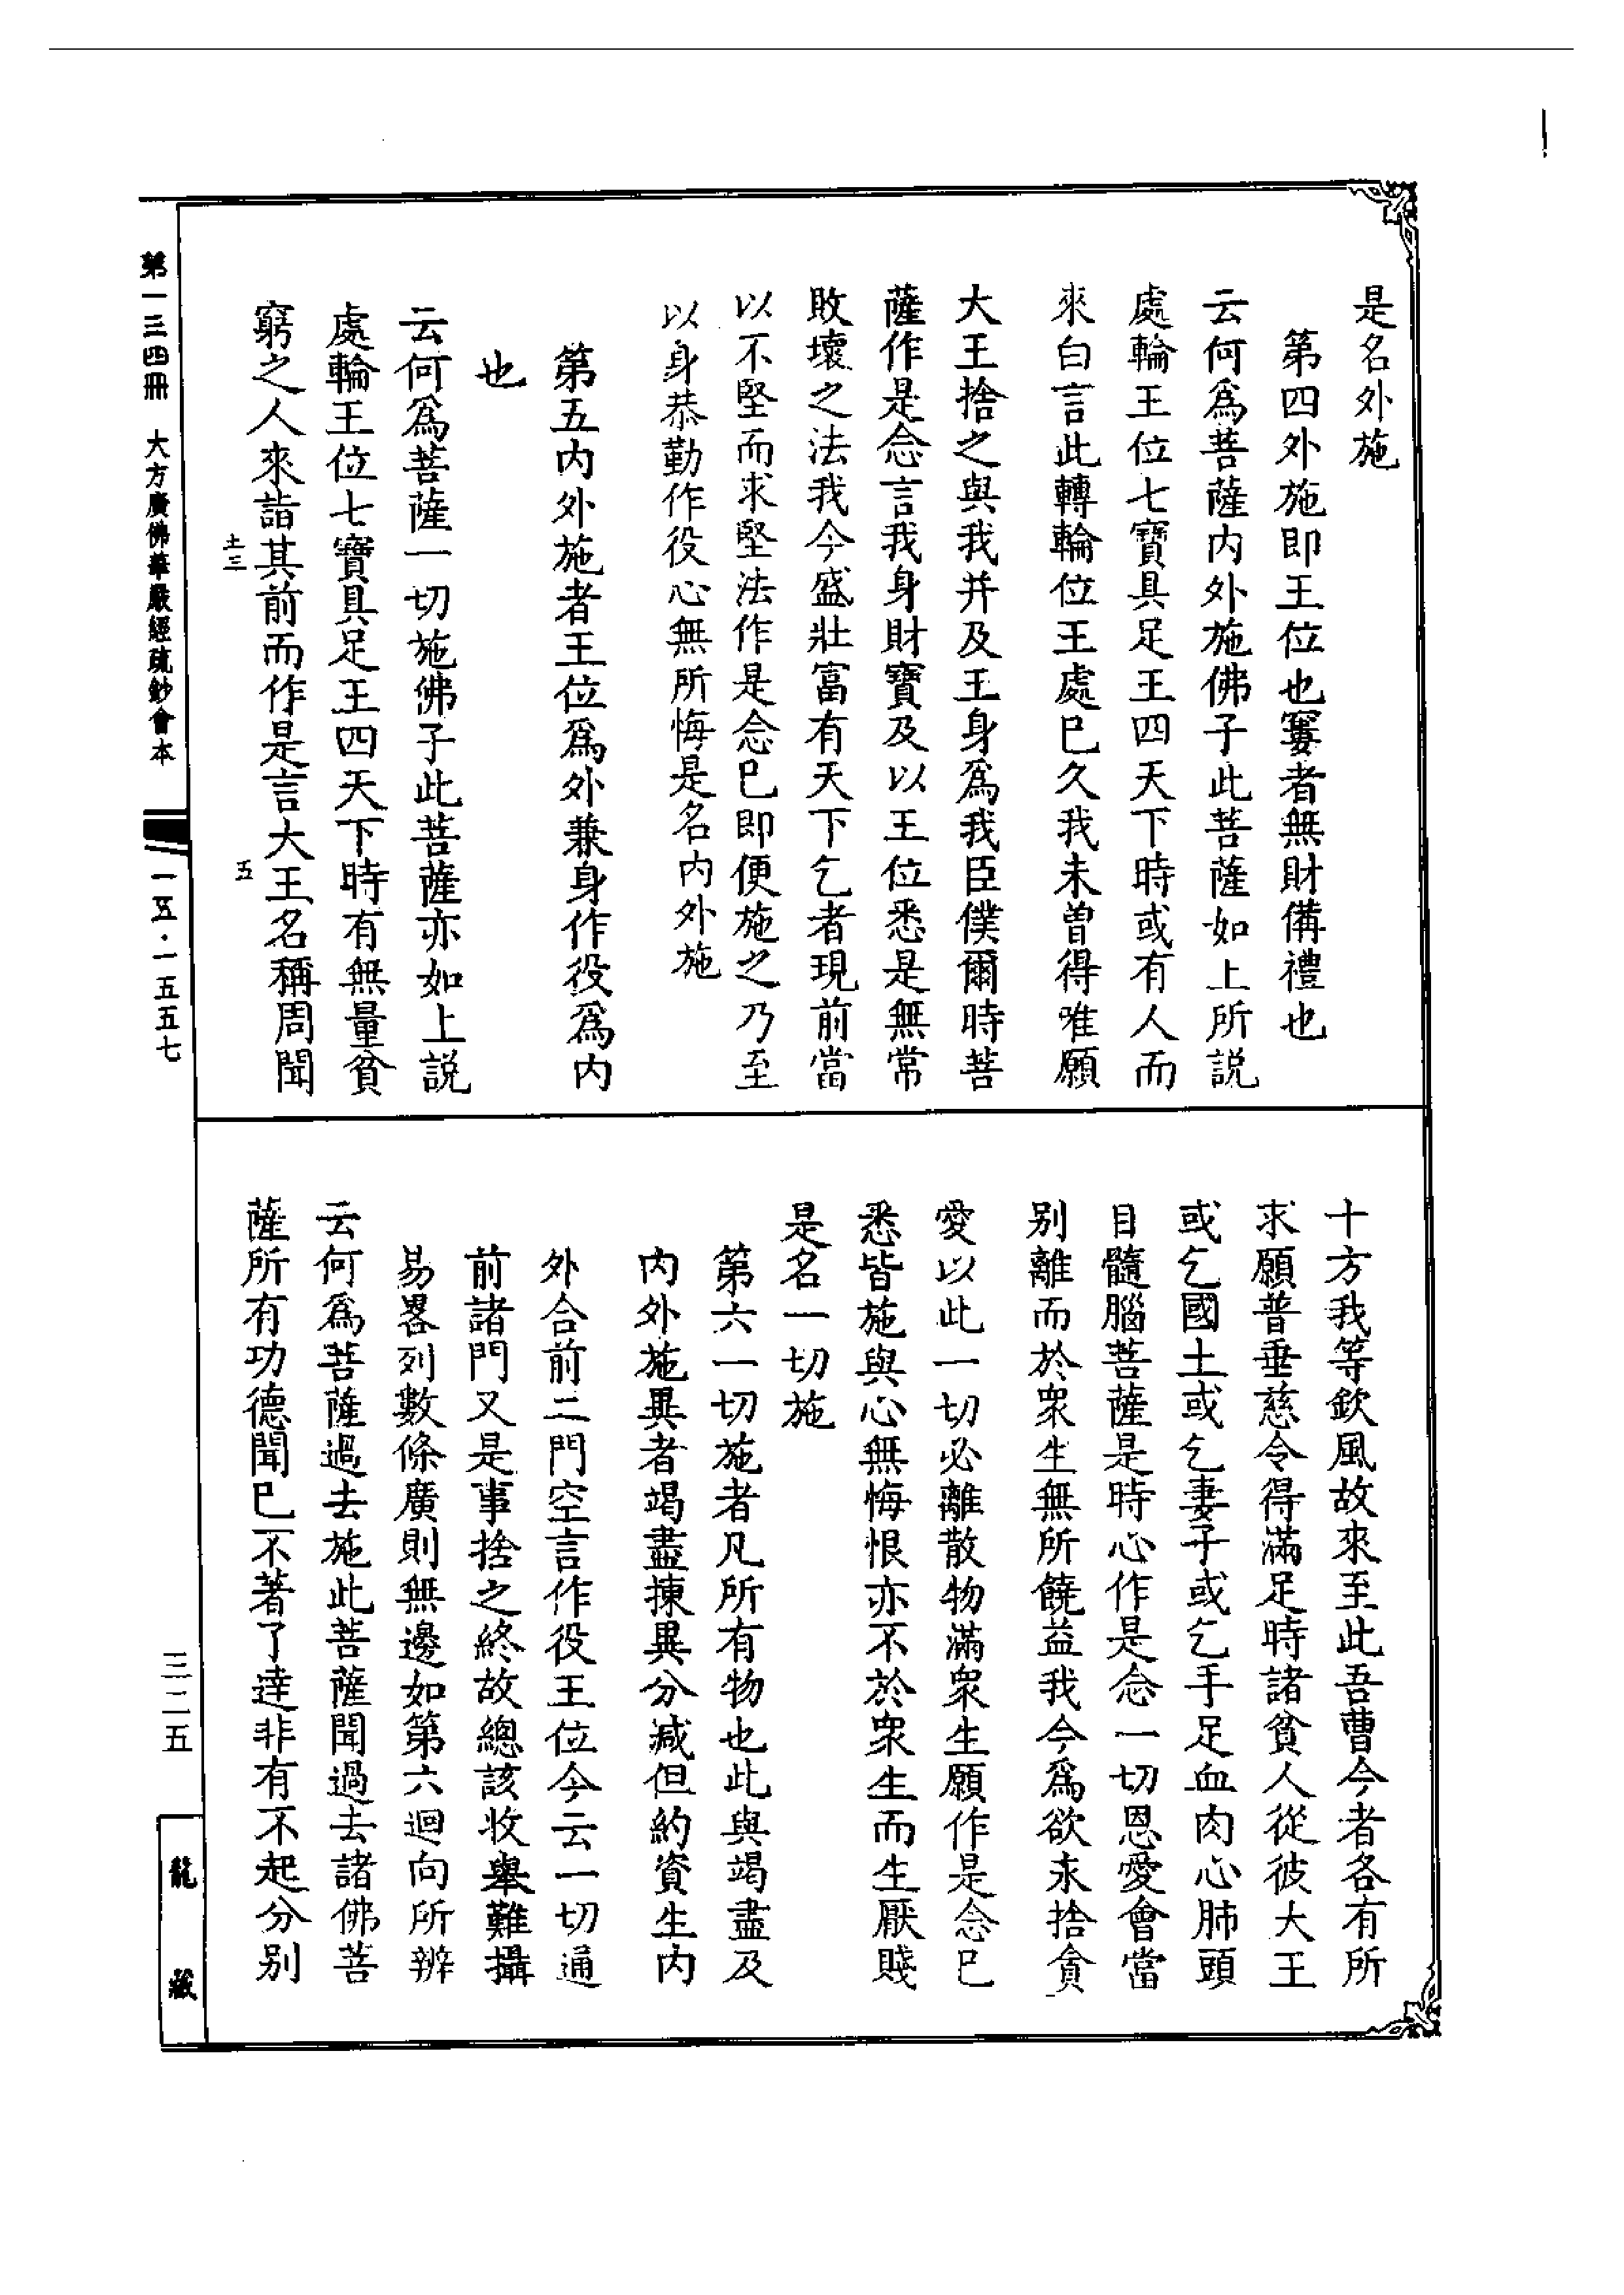 是名外施
第四外施即王位也寠者無財備禮也
云何爲菩薩内外施佛子此菩薩如上所説
處輪王位七寶具足王四天下時或有人而
來白言此轉輪位王處已久我未曽得唯願
大王捨之與我并及王身爲我臣僕爾時菩
薩作是念言我身財寶及以王位悉是無常
敗壞之法我今盛壯富有天下乞者現前當
以不堅而求堅法作是念已即便施之乃至
以身恭勤作役心無所悔是名内外施
第五内外施者王位爲外兼身作役爲内
也
云何爲菩薩一切施佛子此菩薩亦如上説
處輪王位七寶具足王四天下時有無量貧
窮之人來詣其前而作是言大王名稱周聞
土三
五
十方我等欽風故來至此吾曹今者各有所
求願普垂慈令得滿足時諸貧人從彼大王
或乞國土或乞妻子或乞手足血肉心肺頭
目髓腦菩薩是時心作是念一切恩愛會當
別離而於衆生無所饒益我今爲欲永捨貪
愛以此一切必離散物滿衆生願作是念已
悉皆施與心無悔恨亦不於衆生而生厭賤
是名一切施
第六一切施者凡所有物也此與竭盡及
内外施異者竭盡揀異分減但約資生内
外合前二門空言作役王位今云一切通
前諸門又是事捨之終故總該收舉難攝
易畧列數條廣則無邊如第六迴向所辨
云何爲菩薩過去施此菩薩聞過去諸佛菩
薩所有功德聞已不著了達非有不起分別
第一三四冊 大方廣佛華嚴經疏鈔會本
一五·一五五七
三二五
龍藏